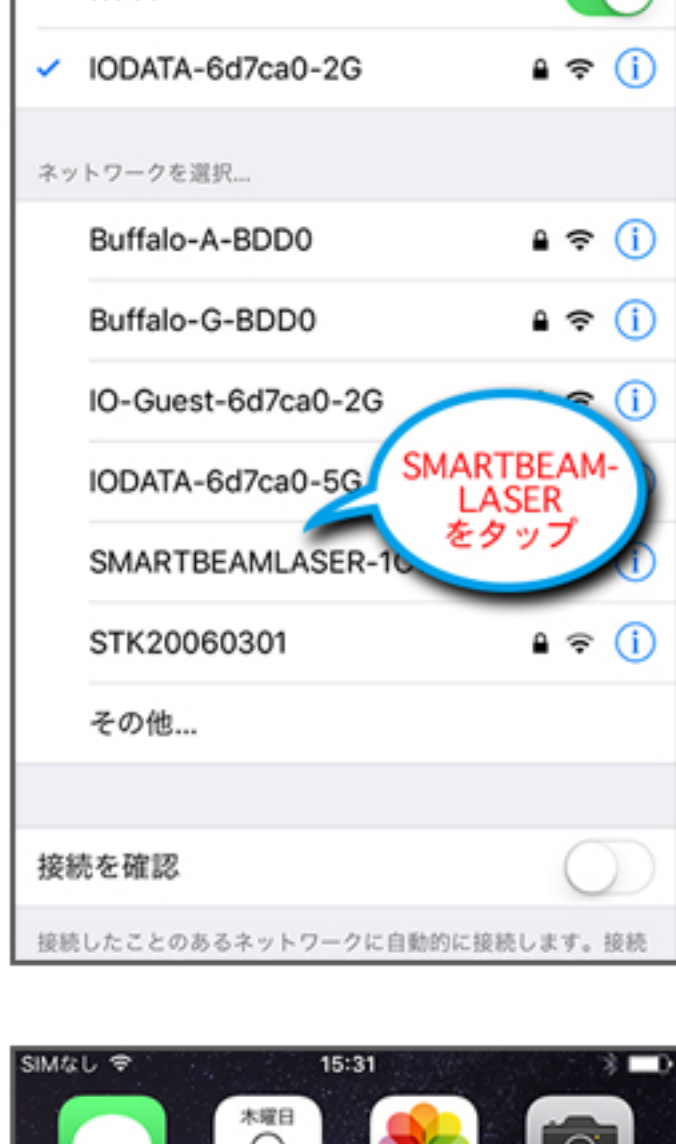 IODATA-6d7ca0-2G
ネットワークを選択...
Buffalo-A-BDD0
Buffalo-G-BDD0
IO-Guest-6d7ca0-2G
IODATA-6d7ca0-5G
SMARTBEAM-
LASER
をタップ
SMARTBEAMLASER-1
STK20060301
その他...
接続を確認
接続したことのあるネットワークに自動的に接続します。接続
SIMなし 15:31
木曜日